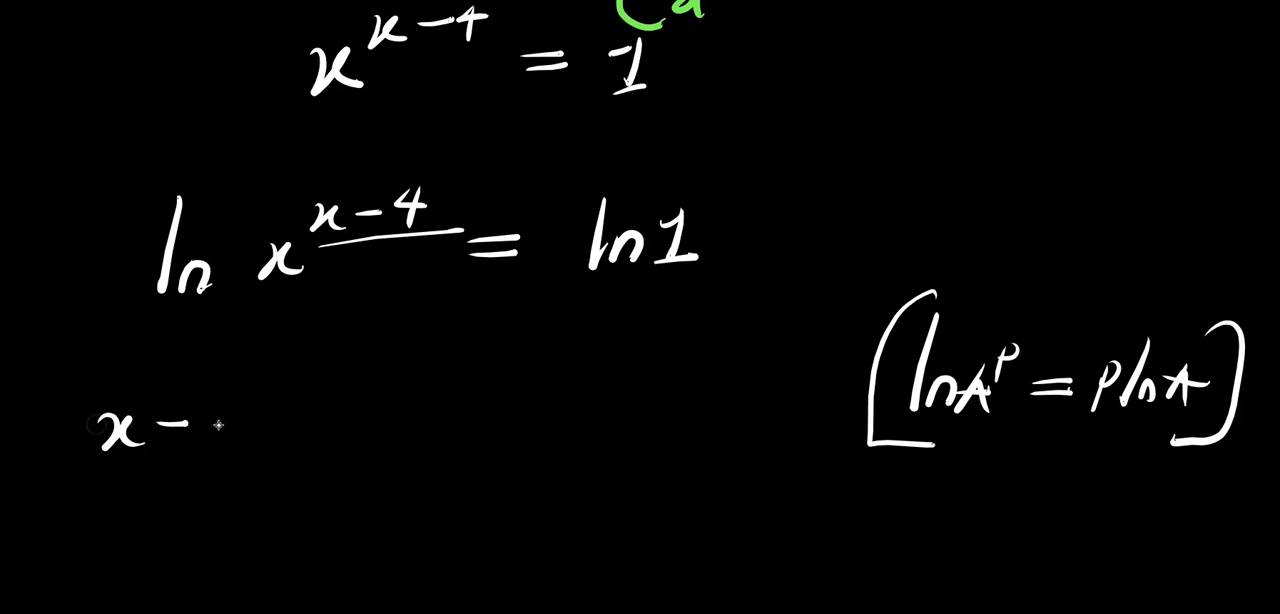 x^{x-4} = 1
ln x^{x-4} = ln 1
[ln A^P = P ln A]
x -